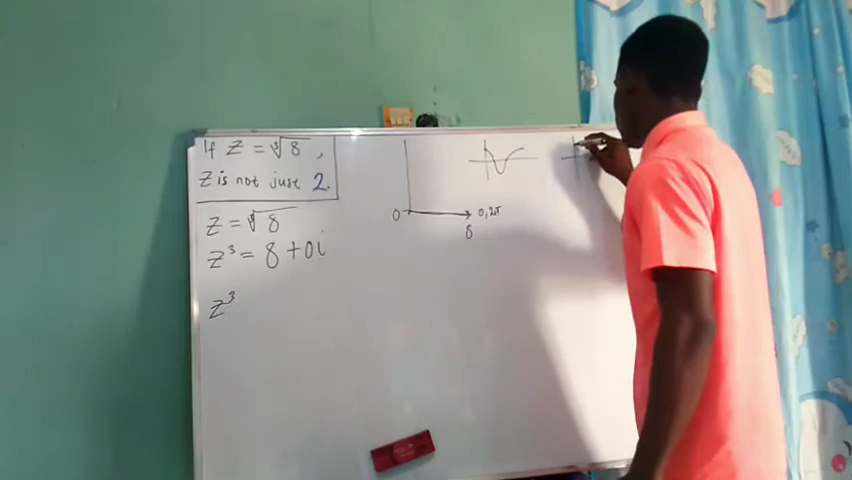 If Z = ∛8,
Z is not just 2.
Z = ∛8
Z³ = 8 + 0i
Z³
0
0, 2π
8